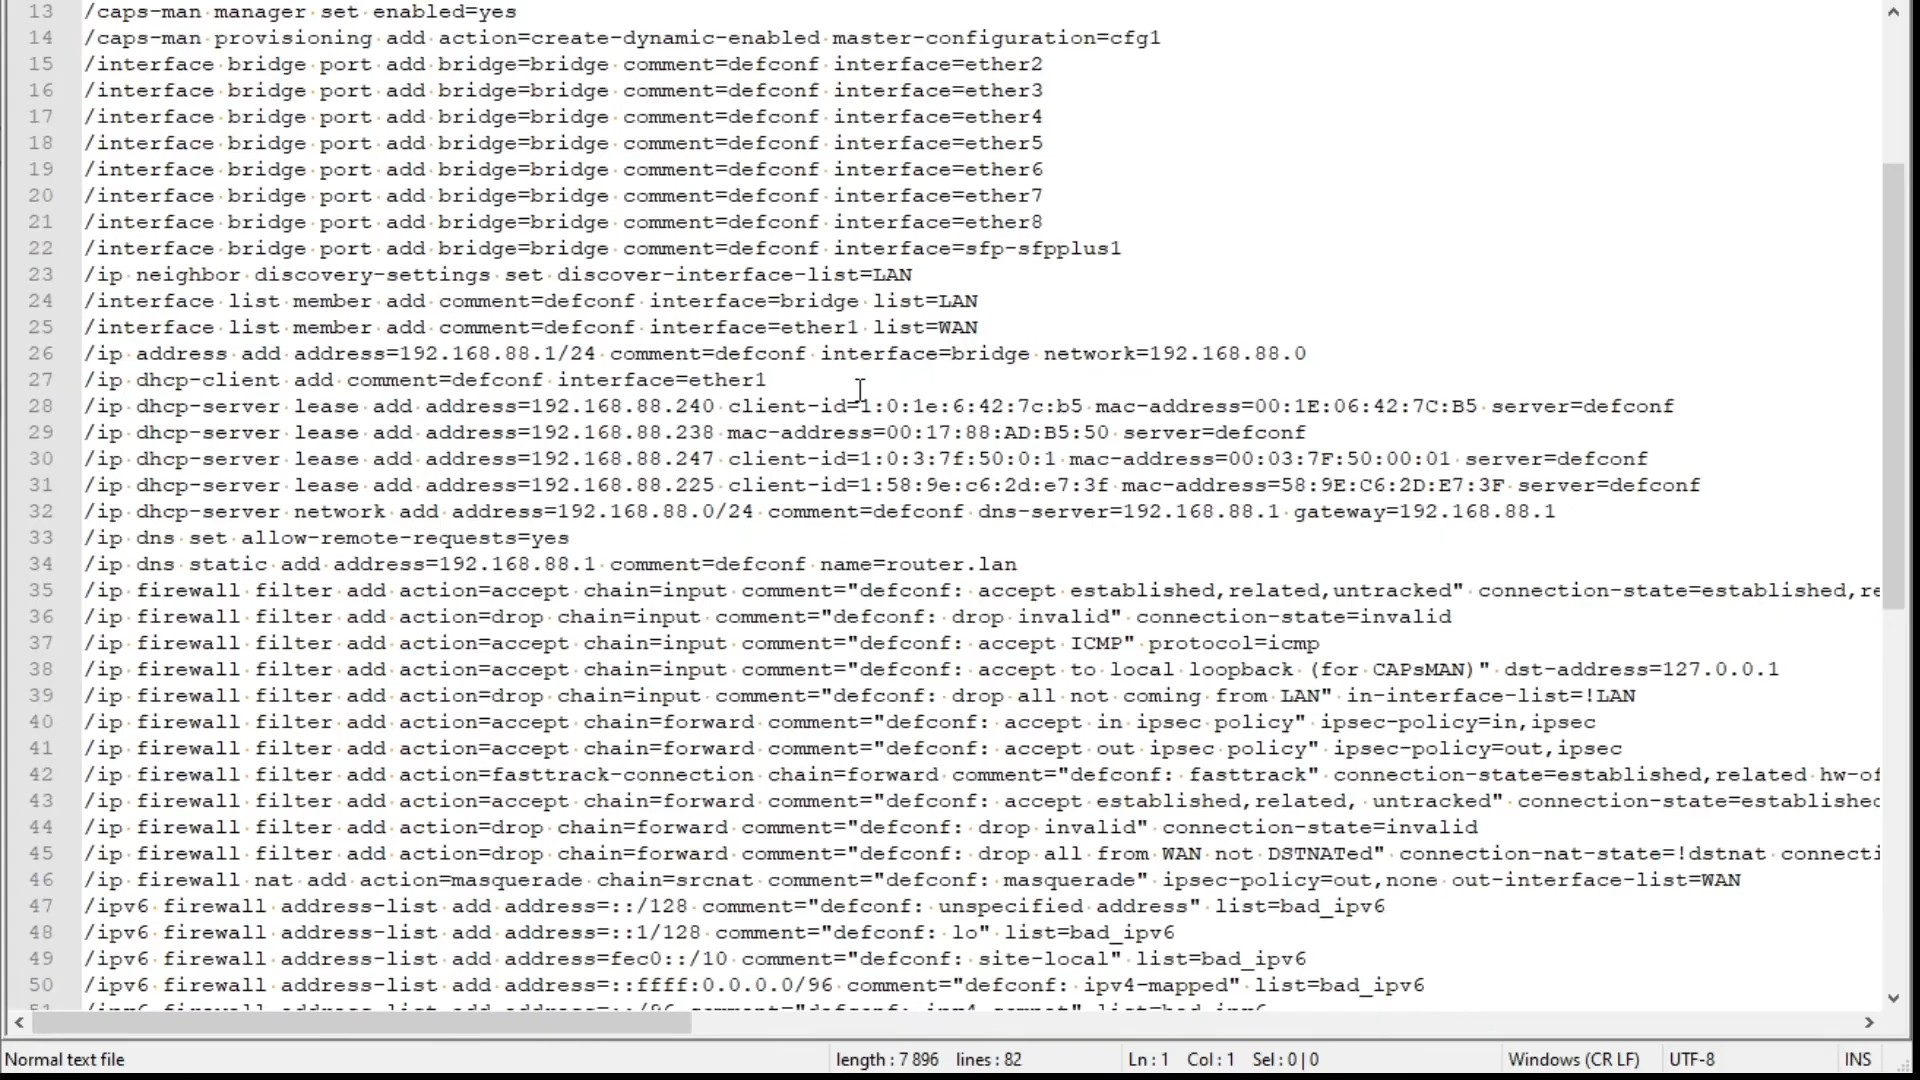 13 /caps-man manager set enabled=yes
14 /caps-man provisioning add action=create-dynamic-enabled master-configuration=cfg1
15 /interface bridge port add bridge=bridge comment=defconf interface=ether2
16 /interface bridge port add bridge=bridge comment=defconf interface=ether3
17 /interface bridge port add bridge=bridge comment=defconf interface=ether4
18 /interface bridge port add bridge=bridge comment=defconf interface=ether5
19 /interface bridge port add bridge=bridge comment=defconf interface=ether6
20 /interface bridge port add bridge=bridge comment=defconf interface=ether7
21 /interface bridge port add bridge=bridge comment=defconf interface=ether8
22 /interface bridge port add bridge=bridge comment=defconf interface=sfp-sfpplus1
23 /ip neighbor discovery-settings set discover-interface-list=LAN
24 /interface list member add comment=defconf interface=bridge list=LAN
25 /interface list member add comment=defconf interface=ether1 list=WAN
26 /ip address add address=192.168.88.1/24 comment=defconf interface=bridge network=192.168.88.0
27 /ip dhcp-client add comment=defconf interface=ether1
28 /ip dhcp-server lease add address=192.168.88.240 client-id=1:0:1e:6:42:7c:b5 mac-address=00:1E:06:42:7C:B5 server=defconf
29 /ip dhcp-server lease add address=192.168.88.238 mac-address=00:17:88:AD:B5:50 server=defconf
30 /ip dhcp-server lease add address=192.168.88.247 client-id=1:0:3:7f:50:0:1 mac-address=00:03:7F:50:00:01 server=defconf
31 /ip dhcp-server lease add address=192.168.88.225 client-id=1:58:9e:c6:2d:e7:3f mac-address=58:9E:C6:2D:E7:3F server=defconf
32 /ip dhcp-server network add address=192.168.88.0/24 comment=defconf dns-server=192.168.88.1 gateway=192.168.88.1
33 /ip dns set allow-remote-requests=yes
34 /ip dns static add address=192.168.88.1 comment=defconf name=router.lan
35 /ip firewall filter add action=accept chain=input comment="defconf: accept established,related,untracked" connection-state=established,re
36 /ip firewall filter add action=drop chain=input comment="defconf: drop invalid" connection-state=invalid
37 /ip firewall filter add action=accept chain=input comment="defconf: accept ICMP" protocol=icmp
38 /ip firewall filter add action=accept chain=input comment="defconf: accept to local loopback (for CAPsMAN)" dst-address=127.0.0.1
39 /ip firewall filter add action=drop chain=input comment="defconf: drop all not coming from LAN" in-interface-list=!LAN
40 /ip firewall filter add action=accept chain=forward comment="defconf: accept in ipsec policy" ipsec-policy=in,ipsec
41 /ip firewall filter add action=accept chain=forward comment="defconf: accept out ipsec policy" ipsec-policy=out,ipsec
42 /ip firewall filter add action=fasttrack-connection chain=forward comment="defconf: fasttrack" connection-state=established,related hw-of
43 /ip firewall filter add action=accept chain=forward comment="defconf: accept established,related, untracked" connection-state=established
44 /ip firewall filter add action=drop chain=forward comment="defconf: drop invalid" connection-state=invalid
45 /ip firewall filter add action=drop chain=forward comment="defconf: drop all from WAN not DSTNATed" connection-nat-state=!dstnat connecti
46 /ip firewall nat add action=masquerade chain=srcnat comment="defconf: masquerade" ipsec-policy=out,none out-interface-list=WAN
47 /ipv6 firewall address-list add address=::/128 comment="defconf: unspecified address" list=bad_ipv6
48 /ipv6 firewall address-list add address=::1/128 comment="defconf: lo" list=bad_ipv6
49 /ipv6 firewall address-list add address=fec0::/10 comment="defconf: site-local" list=bad_ipv6
50 /ipv6 firewall address-list add address=::ffff:0.0.0.0/96 comment="defconf: ipv4-mapped" list=bad_ipv6
51 /ipv6 firewall address-list add address=::/96 comment="defconf: ipv4 compat" list=bad_ipv6
Normal text file length : 7 896 lines : 82 Ln : 1 Col : 1 Sel : 0 | 0 Windows (CR LF) UTF-8 INS